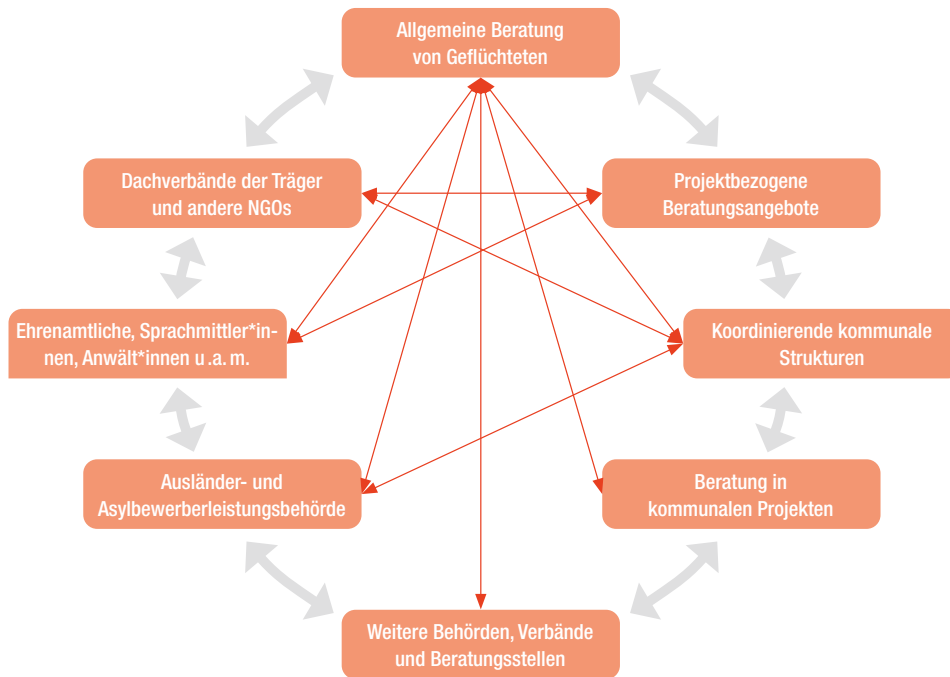 Allgemeine Beratung
von Geflüchteten
Dachverbände der Träger
und andere NGOs
Projektbezogene
Beratungsangebote
Ehrenamtliche, Sprachmittler*in-
nen, Anwält*innen u.a.m.
Koordinierende kommunale
Strukturen
Ausländer- und
Asylbewerberleistungsbehörde
Beratung in
kommunalen Projekten
Weitere Behörden, Verbände
und Beratungsstellen